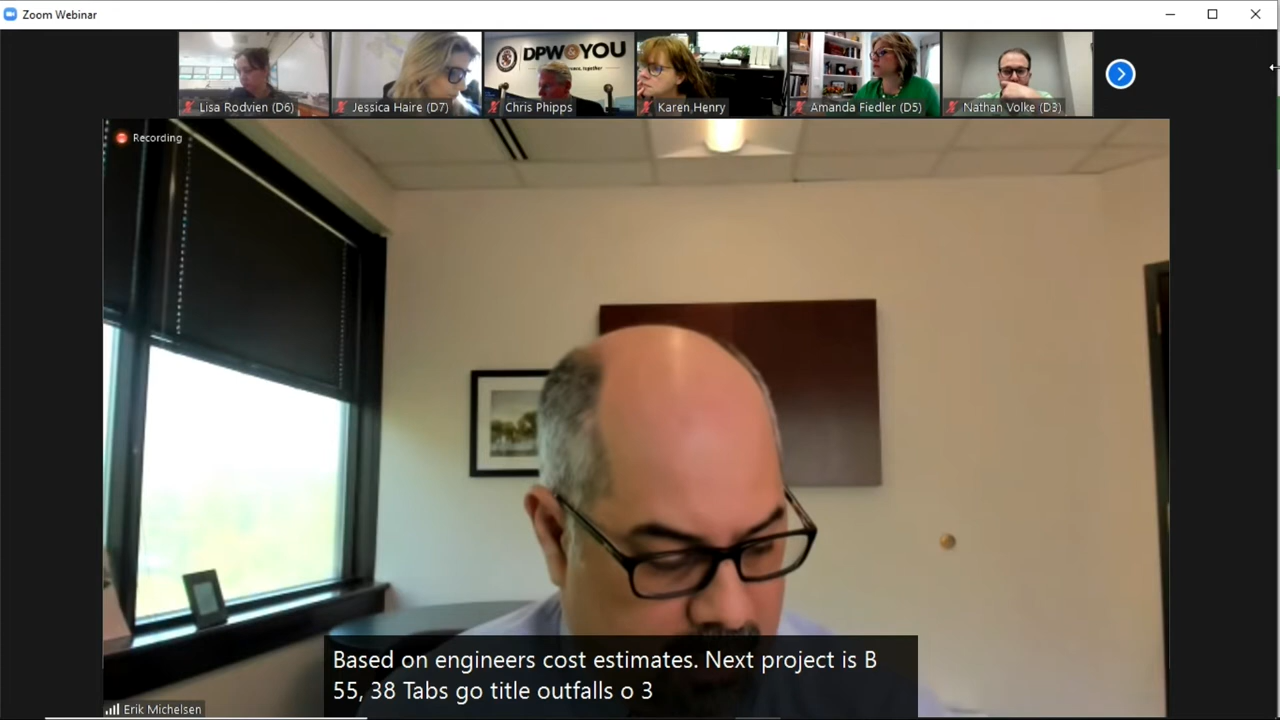 Zoom Webinar
DPW YOU
Lisa Rodvien (D6)
Jessica Haire (D7)
Chris Phipps
Karen Henry
Amanda Fiedler (D5)
Nathan Volke (D3)
Recording
Based on engineers cost estimates. Next project is B
55, 38 Tabs go title outfalls o 3
Erik Michelsen